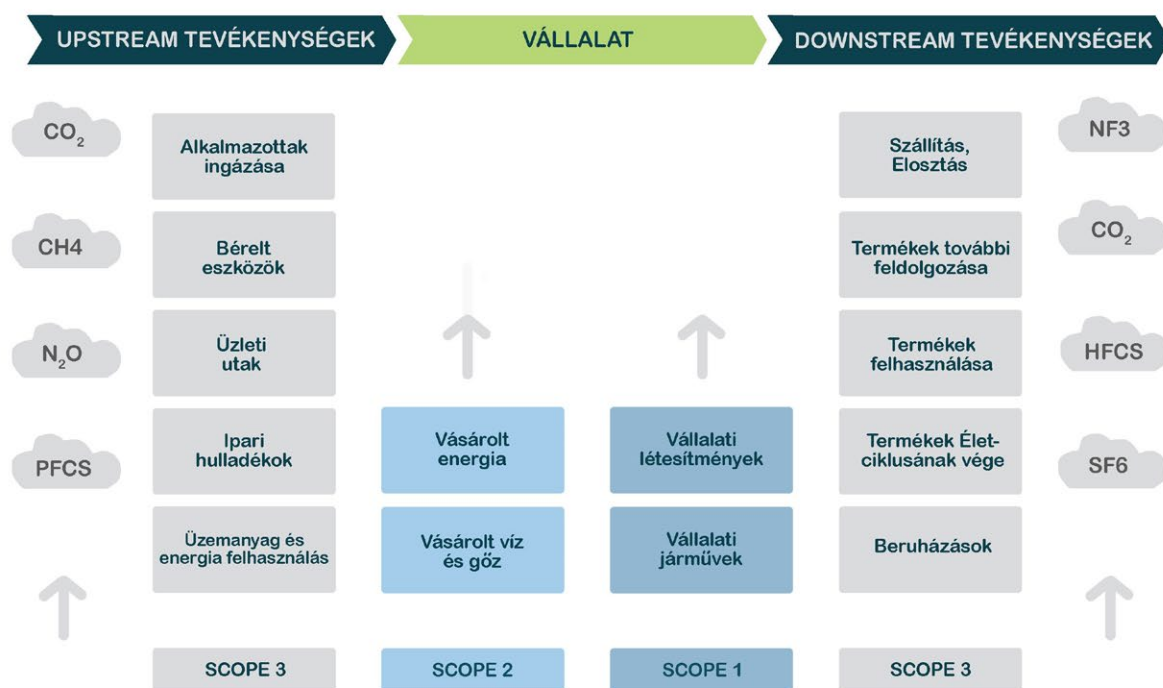 UPSTREAM TEVÉKENYSÉGEK
VÁLLALAT
DOWNSTREAM TEVÉKENYSÉGEK
CO₂
CH4
N₂O
PFCS
Alkalmazottak
ingázása
Bérelt
eszközök
Üzleti
utak
Ipari
hulladékok
Üzemanyag és
energia felhasználás
SCOPE 3
Vásárolt
energia
Vásárolt víz
és gőz
SCOPE 2
Vállalati
létesítmények
Vállalati
járművek
SCOPE 1
Szállítás,
Elosztás
Termékek további
feldolgozása
Termékek
felhasználása
Termékek Élet-
ciklusának vége
Beruházások
SCOPE 3
NF3
CO₂
HFCS
SF6